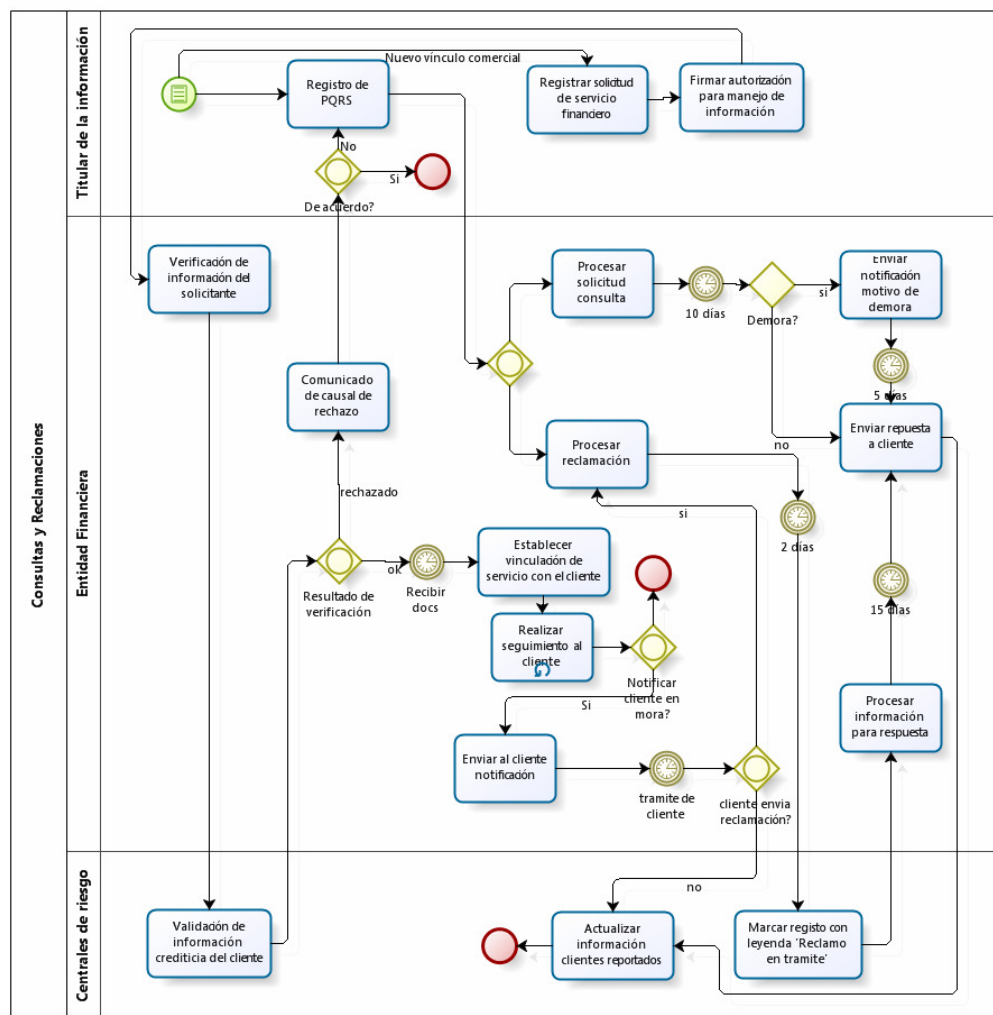 Consultas y Reclamaciones
Titular de la información
Nuevo vínculo comercial
Registro de
PQRS
Registrar solicitud
de servicio
financiero
Firmar autorización
para manejo de
información
No
Si
De acuerdo?
Entidad Financiera
Verificación de
información del
solicitante
Procesar
solicitud
consulta
10 días
Demora?
si
Enviar
notificación
motivo de
demora
5 días
no
Enviar repuesta
a cliente
Comunicado
de causal de
rechazo
Procesar
reclamación
rechazado
si
2 días
Resultado de
verificación
ok
Recibir
docs
Establecer
vinculación de
servicio con el cliente
15 días
Realizar
seguimiento al
cliente
Notificar
cliente en
mora?
Si
Procesar
información
para respuesta
Enviar al cliente
notificación
tramite de
cliente
cliente envia
reclamación?
Centrales de riesgo
no
Validación de
información
crediticia del cliente
Actualizar
información
clientes reportados
Marcar registo con
leyenda 'Reclamo
en tramite'